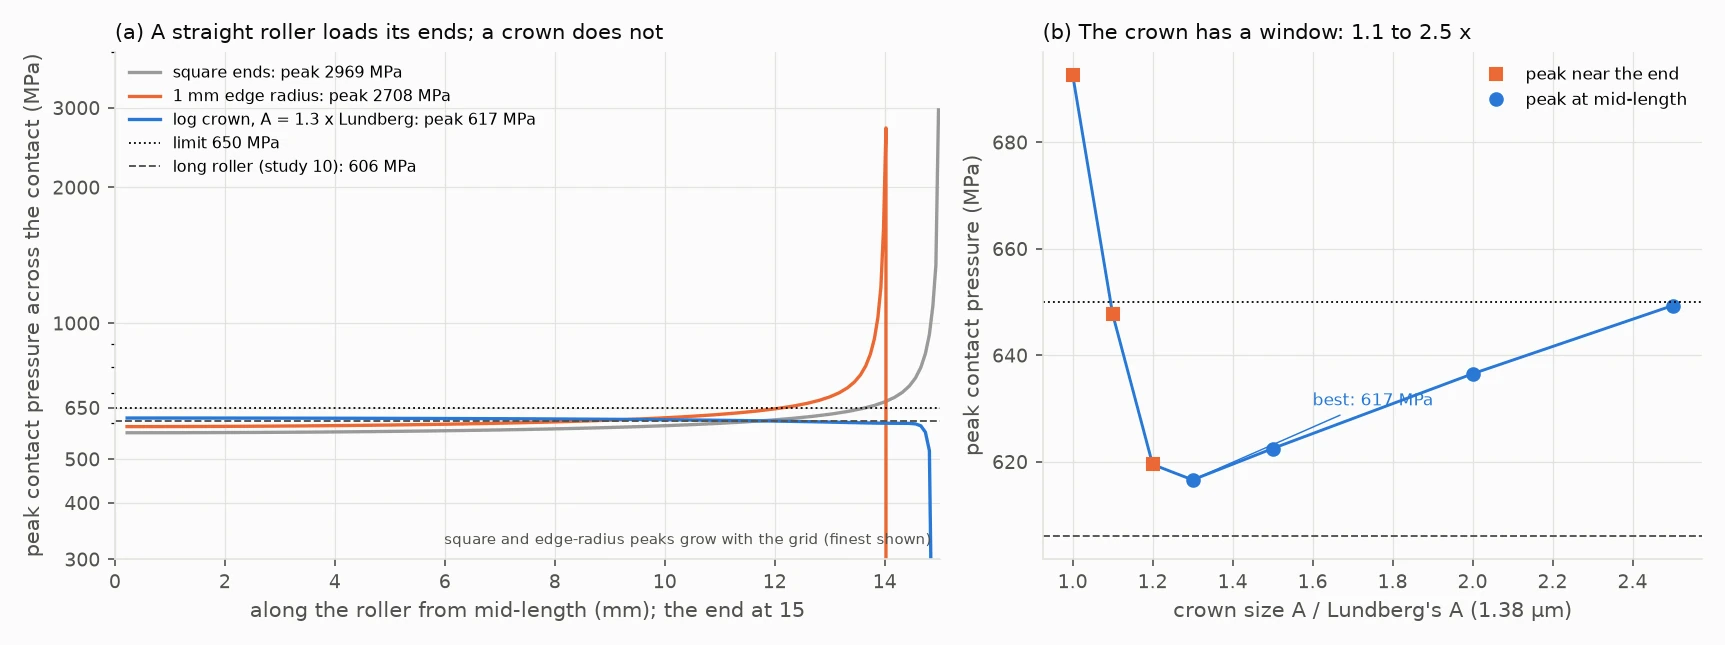 (a) A straight roller loads its ends; a crown does not
peak contact pressure across the contact (MPa)
square ends: peak 2969 MPa
1 mm edge radius: peak 2708 MPa
log crown, A = 1.3 x Lundberg: peak 617 MPa
limit 650 MPa
long roller (study 10): 606 MPa
3000
2000
1000
650
500
400
300
square and edge-radius peaks grow with the grid (finest shown)
0 2 4 6 8 10 12 14
along the roller from mid-length (mm); the end at 15
(b) The crown has a window: 1.1 to 2.5 x
peak contact pressure (MPa)
peak near the end
peak at mid-length
680
660
640
620
best: 617 MPa
1.0 1.2 1.4 1.6 1.8 2.0 2.2 2.4
crown size A / Lundberg's A (1.38 µm)